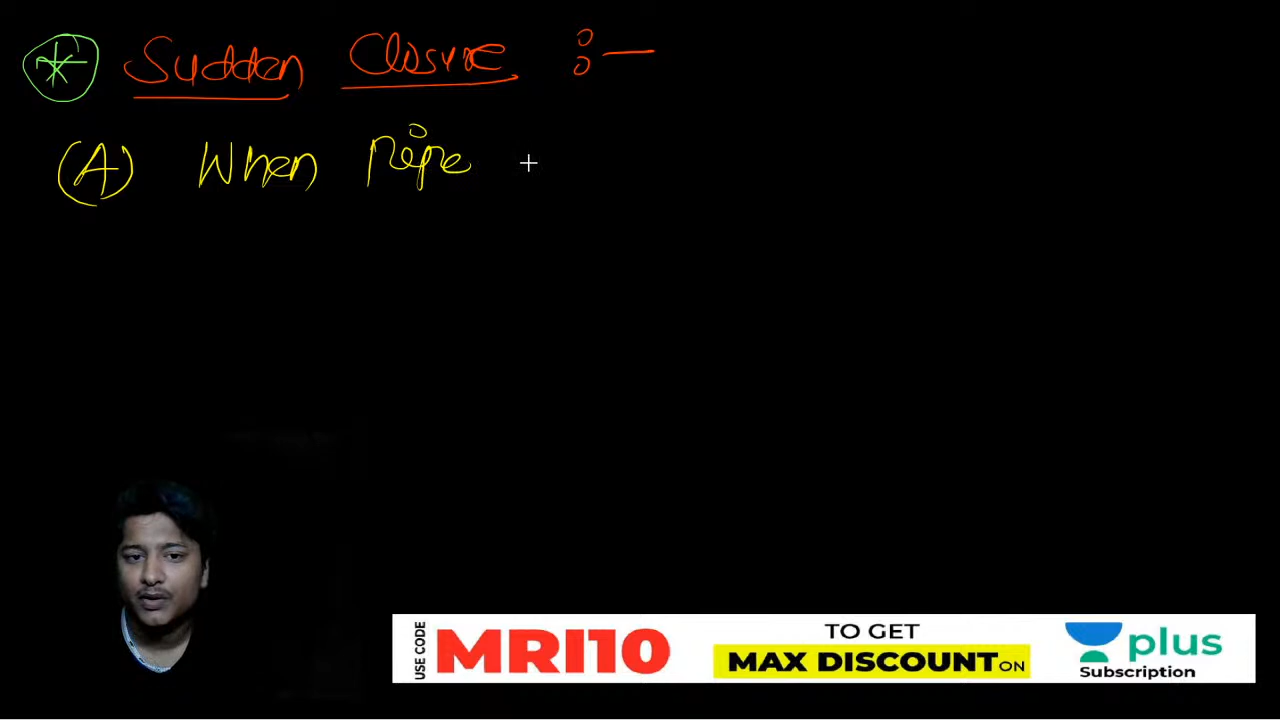 * Sudden Closure :-
(A) When Pipe
USE CODE
MRI10
TO GET
MAX DISCOUNT ON
plus
Subscription